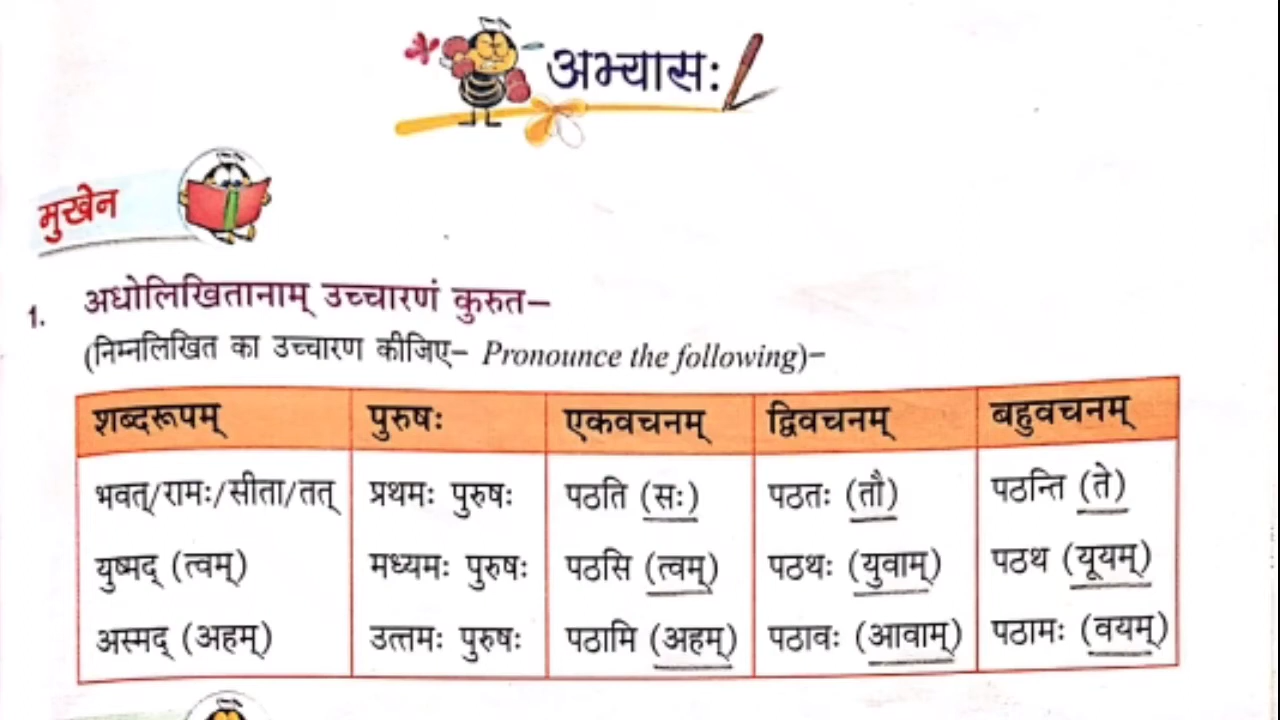 अभ्यासः
मुखेन
1. अधोलिखितानाम् उच्चारणं कुरुत–
(निम्नलिखित का उच्चारण कीजिए– Pronounce the following)–
शब्दरूपम् पुरुषः एकवचनम् द्विवचनम् बहुवचनम्
भवत्/रामः/सीता/तत् प्रथमः पुरुषः पठति (सः) पठतः (तौ) पठन्ति (ते)
युष्मद् (त्वम्) मध्यमः पुरुषः पठसि (त्वम्) पठथः (युवाम्) पठथ (यूयम्)
अस्मद् (अहम्) उत्तमः पुरुषः पठामि (अहम्) पठावः (आवाम्) पठामः (वयम्)